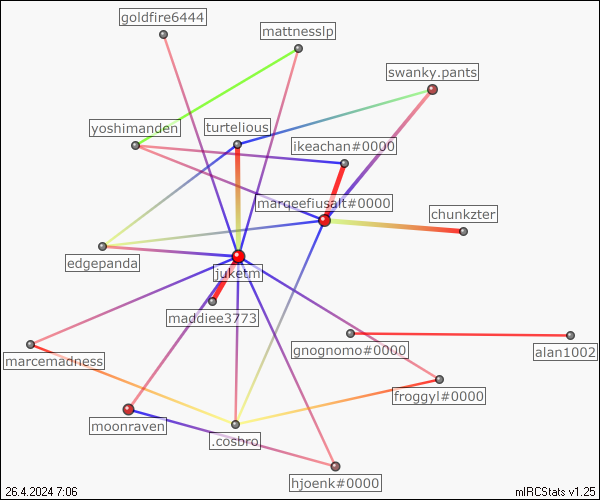 goldfire6444
mattnesslp
swanky.pants
yoshimanden
turtelious
ikeachan#0000
marqeefiusalt#0000
chunkzter
edgepanda
juketm
maddiee3773
gnognomo#0000
marcemadness
alan1002
froggyl#0000
moonraven
.cosbro
hjoenk#0000
26.4.2024 7:06
mIRCStats v1.25